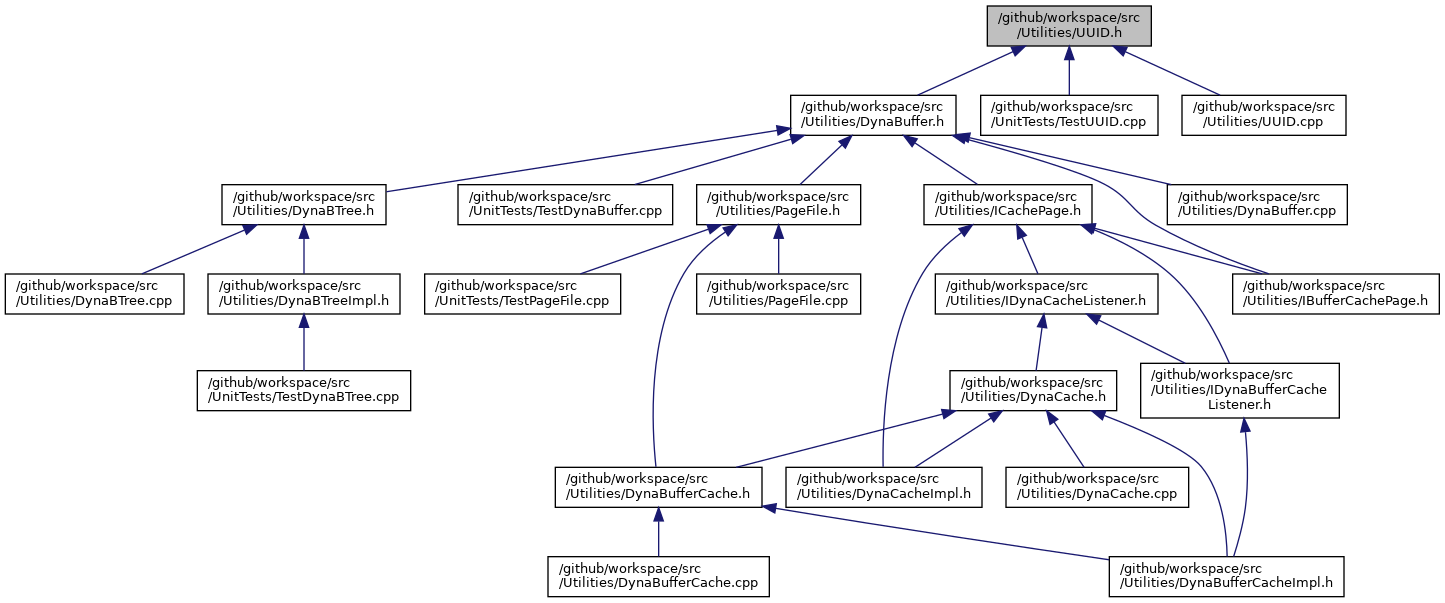 /github/workspace/src
/Utilities/UUID.h
/github/workspace/src
/Utilities/DynaBuffer.h
/github/workspace/src
/UnitTests/TestUUID.cpp
/github/workspace/src
/Utilities/UUID.cpp
/github/workspace/src
/Utilities/DynaBTree.h
/github/workspace/src
/UnitTests/TestDynaBuffer.cpp
/github/workspace/src
/Utilities/PageFile.h
/github/workspace/src
/Utilities/ICachePage.h
/github/workspace/src
/Utilities/DynaBuffer.cpp
/github/workspace/src
/Utilities/DynaBTree.cpp
/github/workspace/src
/Utilities/DynaBTreeImpl.h
/github/workspace/src
/UnitTests/TestPageFile.cpp
/github/workspace/src
/Utilities/PageFile.cpp
/github/workspace/src
/Utilities/IDynaCacheListener.h
/github/workspace/src
/Utilities/IBufferCachePage.h
/github/workspace/src
/UnitTests/TestDynaBTree.cpp
/github/workspace/src
/Utilities/DynaCache.h
/github/workspace/src
/Utilities/IDynaBufferCache
Listener.h
/github/workspace/src
/Utilities/DynaBufferCache.h
/github/workspace/src
/Utilities/DynaCacheImpl.h
/github/workspace/src
/Utilities/DynaCache.cpp
/github/workspace/src
/Utilities/DynaBufferCache.cpp
/github/workspace/src
/Utilities/DynaBufferCacheImpl.h